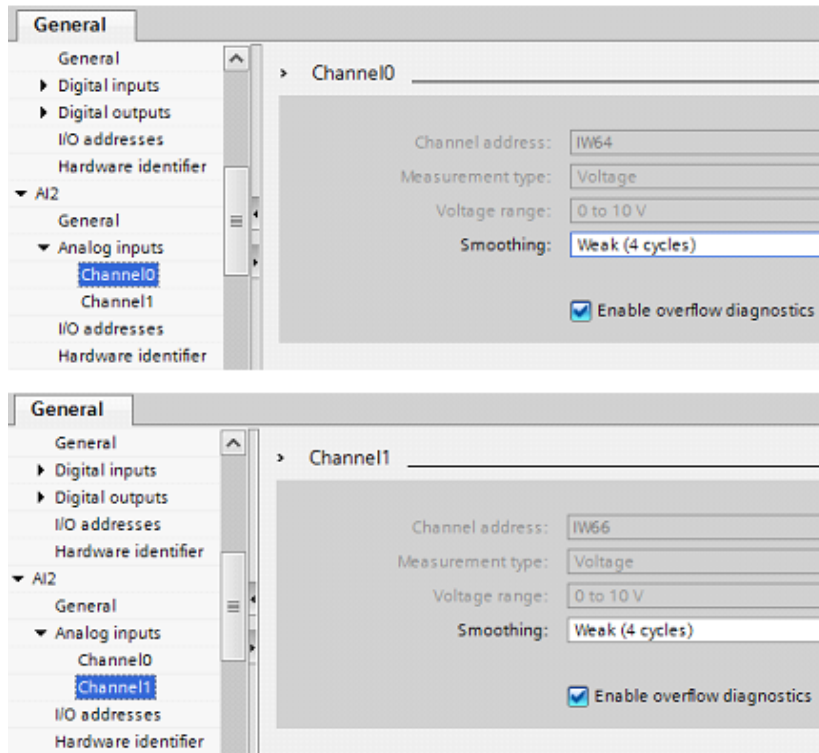 General
General
Digital inputs
Digital outputs
I/O addresses
Hardware identifier
AI2
General
Analog inputs
Channel0
Channel1
I/O addresses
Hardware identifier
Channel0
Channel address: IW64
Measurement type: Voltage
Voltage range: 0 to 10 V
Smoothing: Weak (4 cycles)
Enable overflow diagnostics
General
General
Digital inputs
Digital outputs
I/O addresses
Hardware identifier
AI2
General
Analog inputs
Channel0
Channel1
I/O addresses
Hardware identifier
Channel1
Channel address: IW66
Measurement type: Voltage
Voltage range: 0 to 10 V
Smoothing: Weak (4 cycles)
Enable overflow diagnostics